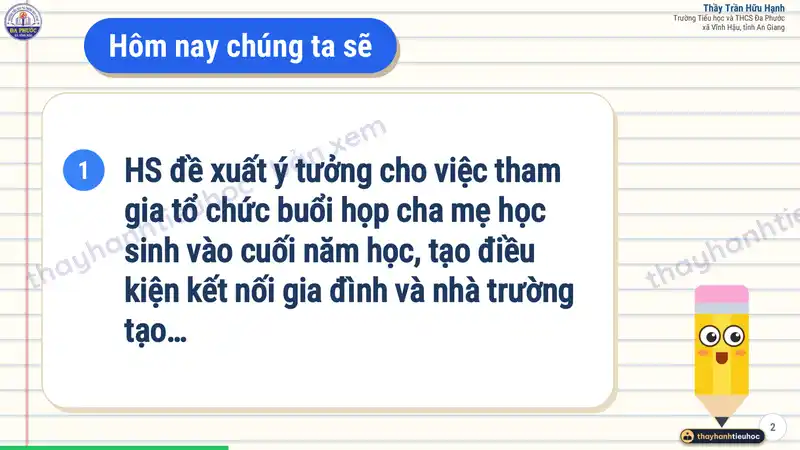 Thầy Trần Hữu Hạnh
Trường Tiểu học và THCS Đa Phước
xã Vĩnh Hậu, tỉnh An Giang
ĐA PHƯỚC
Hôm nay chúng ta sẽ
1
HS đề xuất ý tưởng cho việc tham
gia tổ chức buổi họp cha mẹ học
sinh vào cuối năm học, tạo điều
kiện kết nối gia đình và nhà trường
tạo...
thayhanhtieuhoc
2